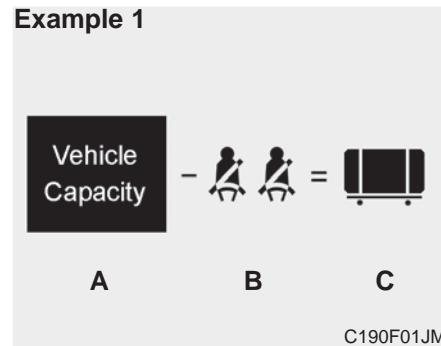 Example 1
Vehicle
Capacity
- =
A B C
C190F01JM